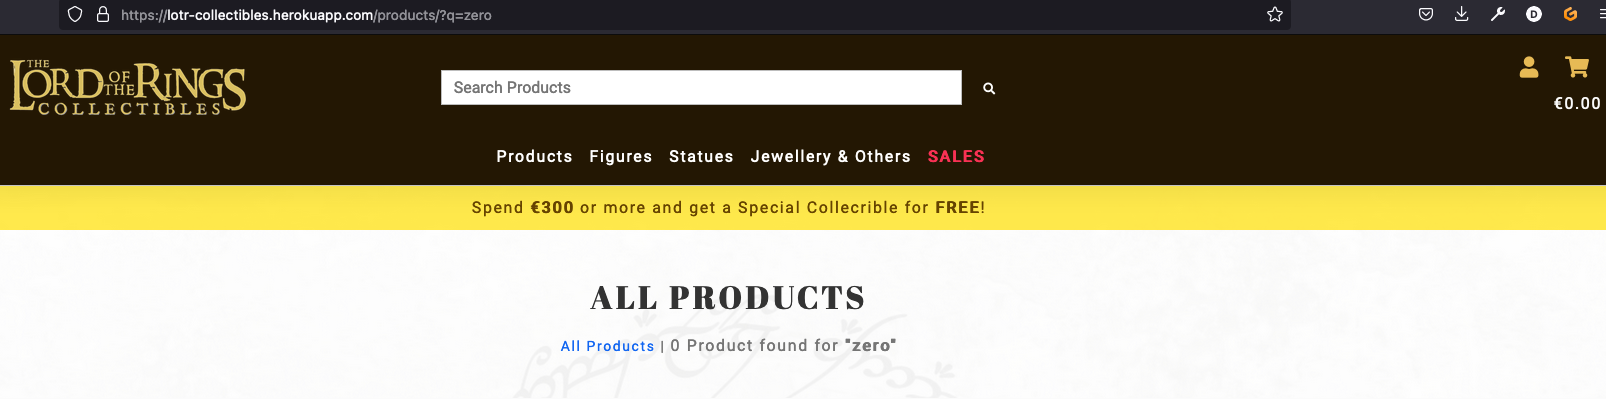 https://lotr-collectibles.herokuapp.com/products/?q=zero
D
THE
LORD OF THE RINGS
COLLECTIBLES
Search Products
€0.00
Products Figures Statues Jewellery & Others SALES
Spend €300 or more and get a Special Collecrible for FREE!
ALL PRODUCTS
All Products | 0 Product found for "zero"